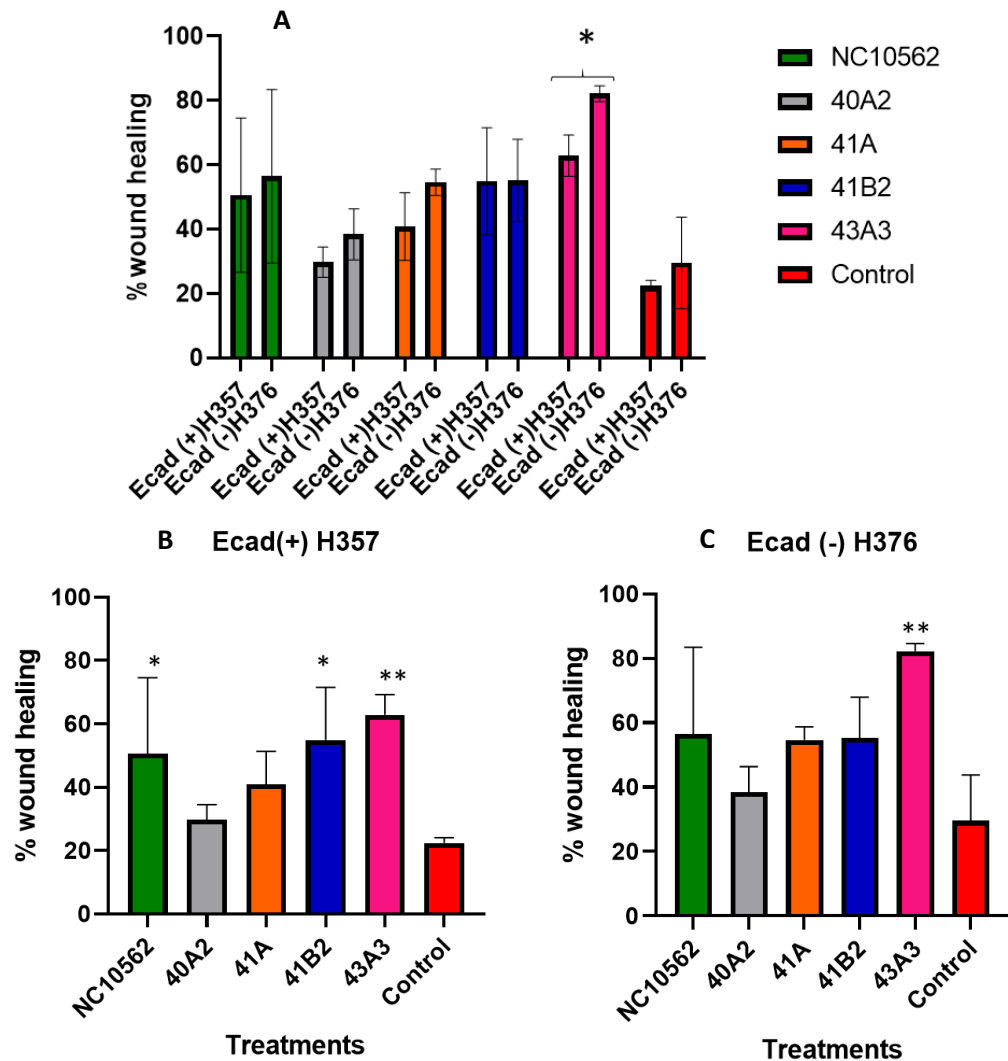 A
100
80
60
40
20
0
% wound healing
*
Ecad (+)H357
Ecad (-)H376
Ecad (+)H357
Ecad (-)H376
Ecad (+)H357
Ecad (-)H376
Ecad (+)H357
Ecad (-)H376
Ecad (+)H357
Ecad (-)H376
Ecad (+)H357
Ecad (-)H376
NC10562
40A2
41A
41B2
43A3
Control
B Ecad(+) H357
100
80
60
40
20
0
% wound healing
*
*
**
NC10562
40A2
41A
41B2
43A3
Control
Treatments
C Ecad (-) H376
100
80
60
40
20
0
% wound healing
**
NC10562
40A2
41A
41B2
43A3
Control
Treatments